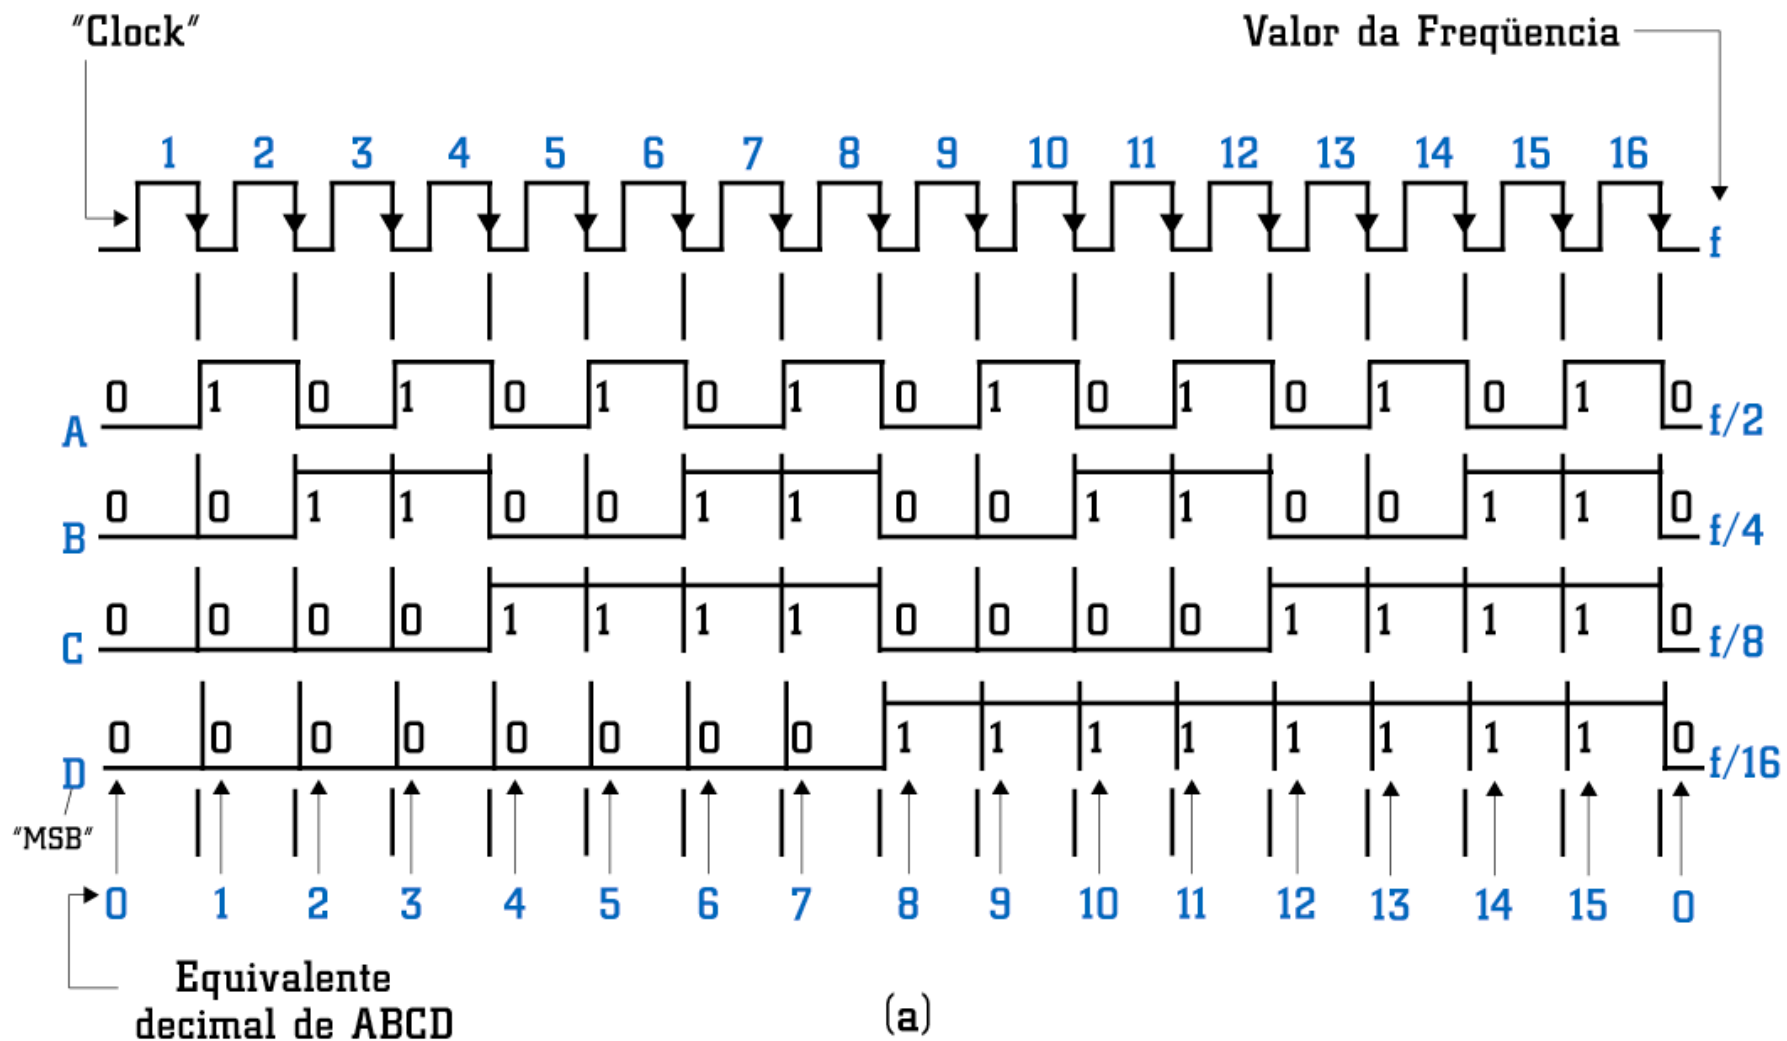 "Clock"
Valor da Freqüencia
1 2 3 4 5 6 7 8 9 10 11 12 13 14 15 16
f
0 1 0 1 0 1 0 1 0 1 0 1 0 1 0 1 0
A f/2
0 0 1 1 0 0 1 1 0 0 1 1 0 0 1 1 0
B f/4
0 0 0 0 1 1 1 1 0 0 0 0 1 1 1 1 0
C f/8
0 0 0 0 0 0 0 0 1 1 1 1 1 1 1 1 0
D f/16
"MSB"
0 1 2 3 4 5 6 7 8 9 10 11 12 13 14 15 0
Equivalente
decimal de ABCD
(a)